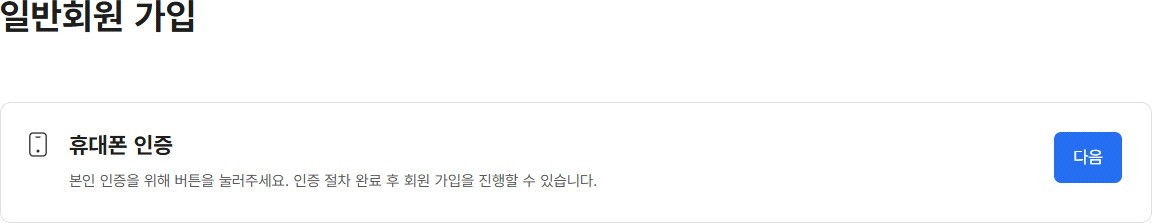 일반회원 가입
휴대폰 인증
본인 인증을 위해 버튼을 눌러주세요. 인증 절차 완료 후 회원 가입을 진행할 수 있습니다.
다음